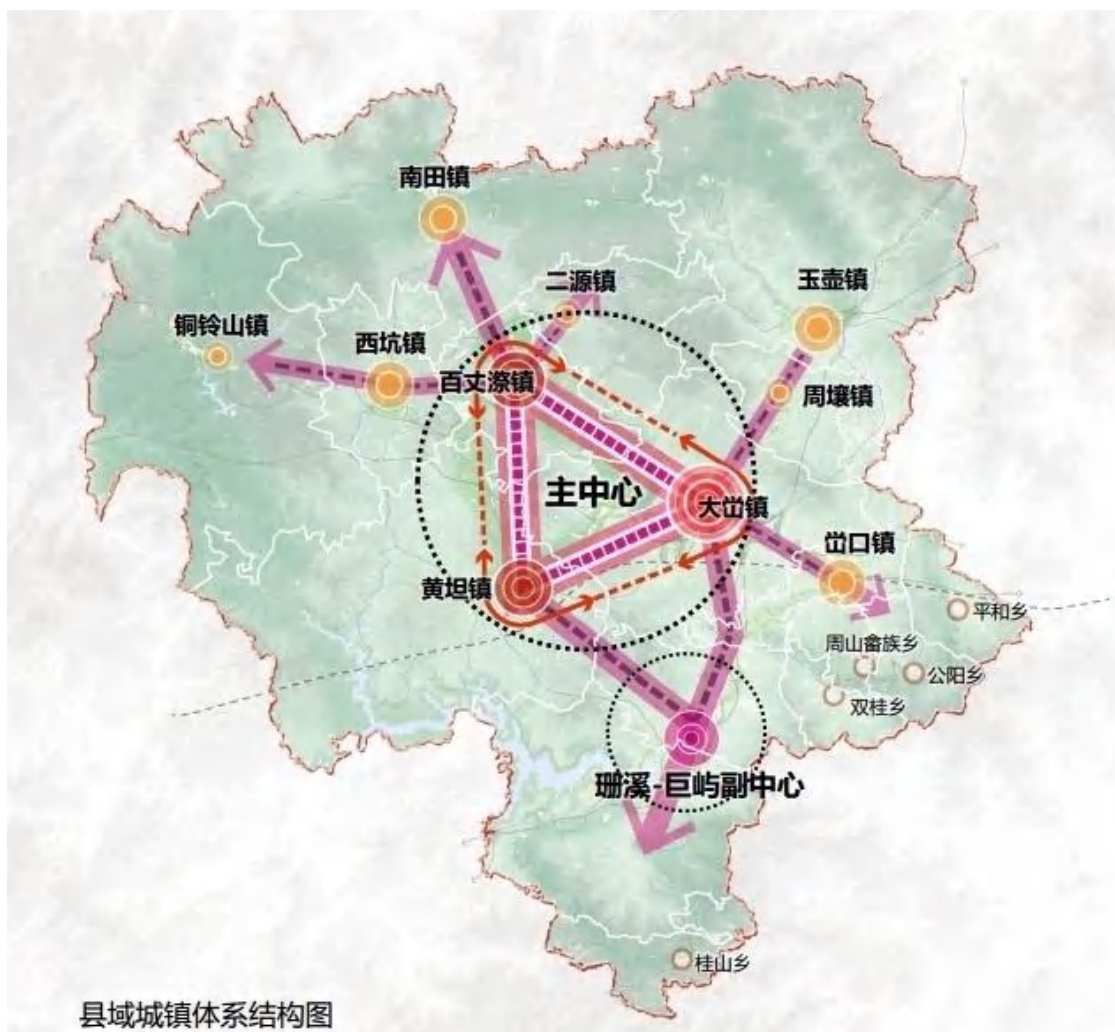 南田镇
二源镇
玉壶镇
铜铃山镇
西坑镇
百丈漈镇
周壤镇
主中心
大峃镇
峃口镇
黄坦镇
平和乡
周山畲族乡
公阳乡
双桂乡
珊溪-巨屿副中心
桂山乡
县域城镇体系结构图